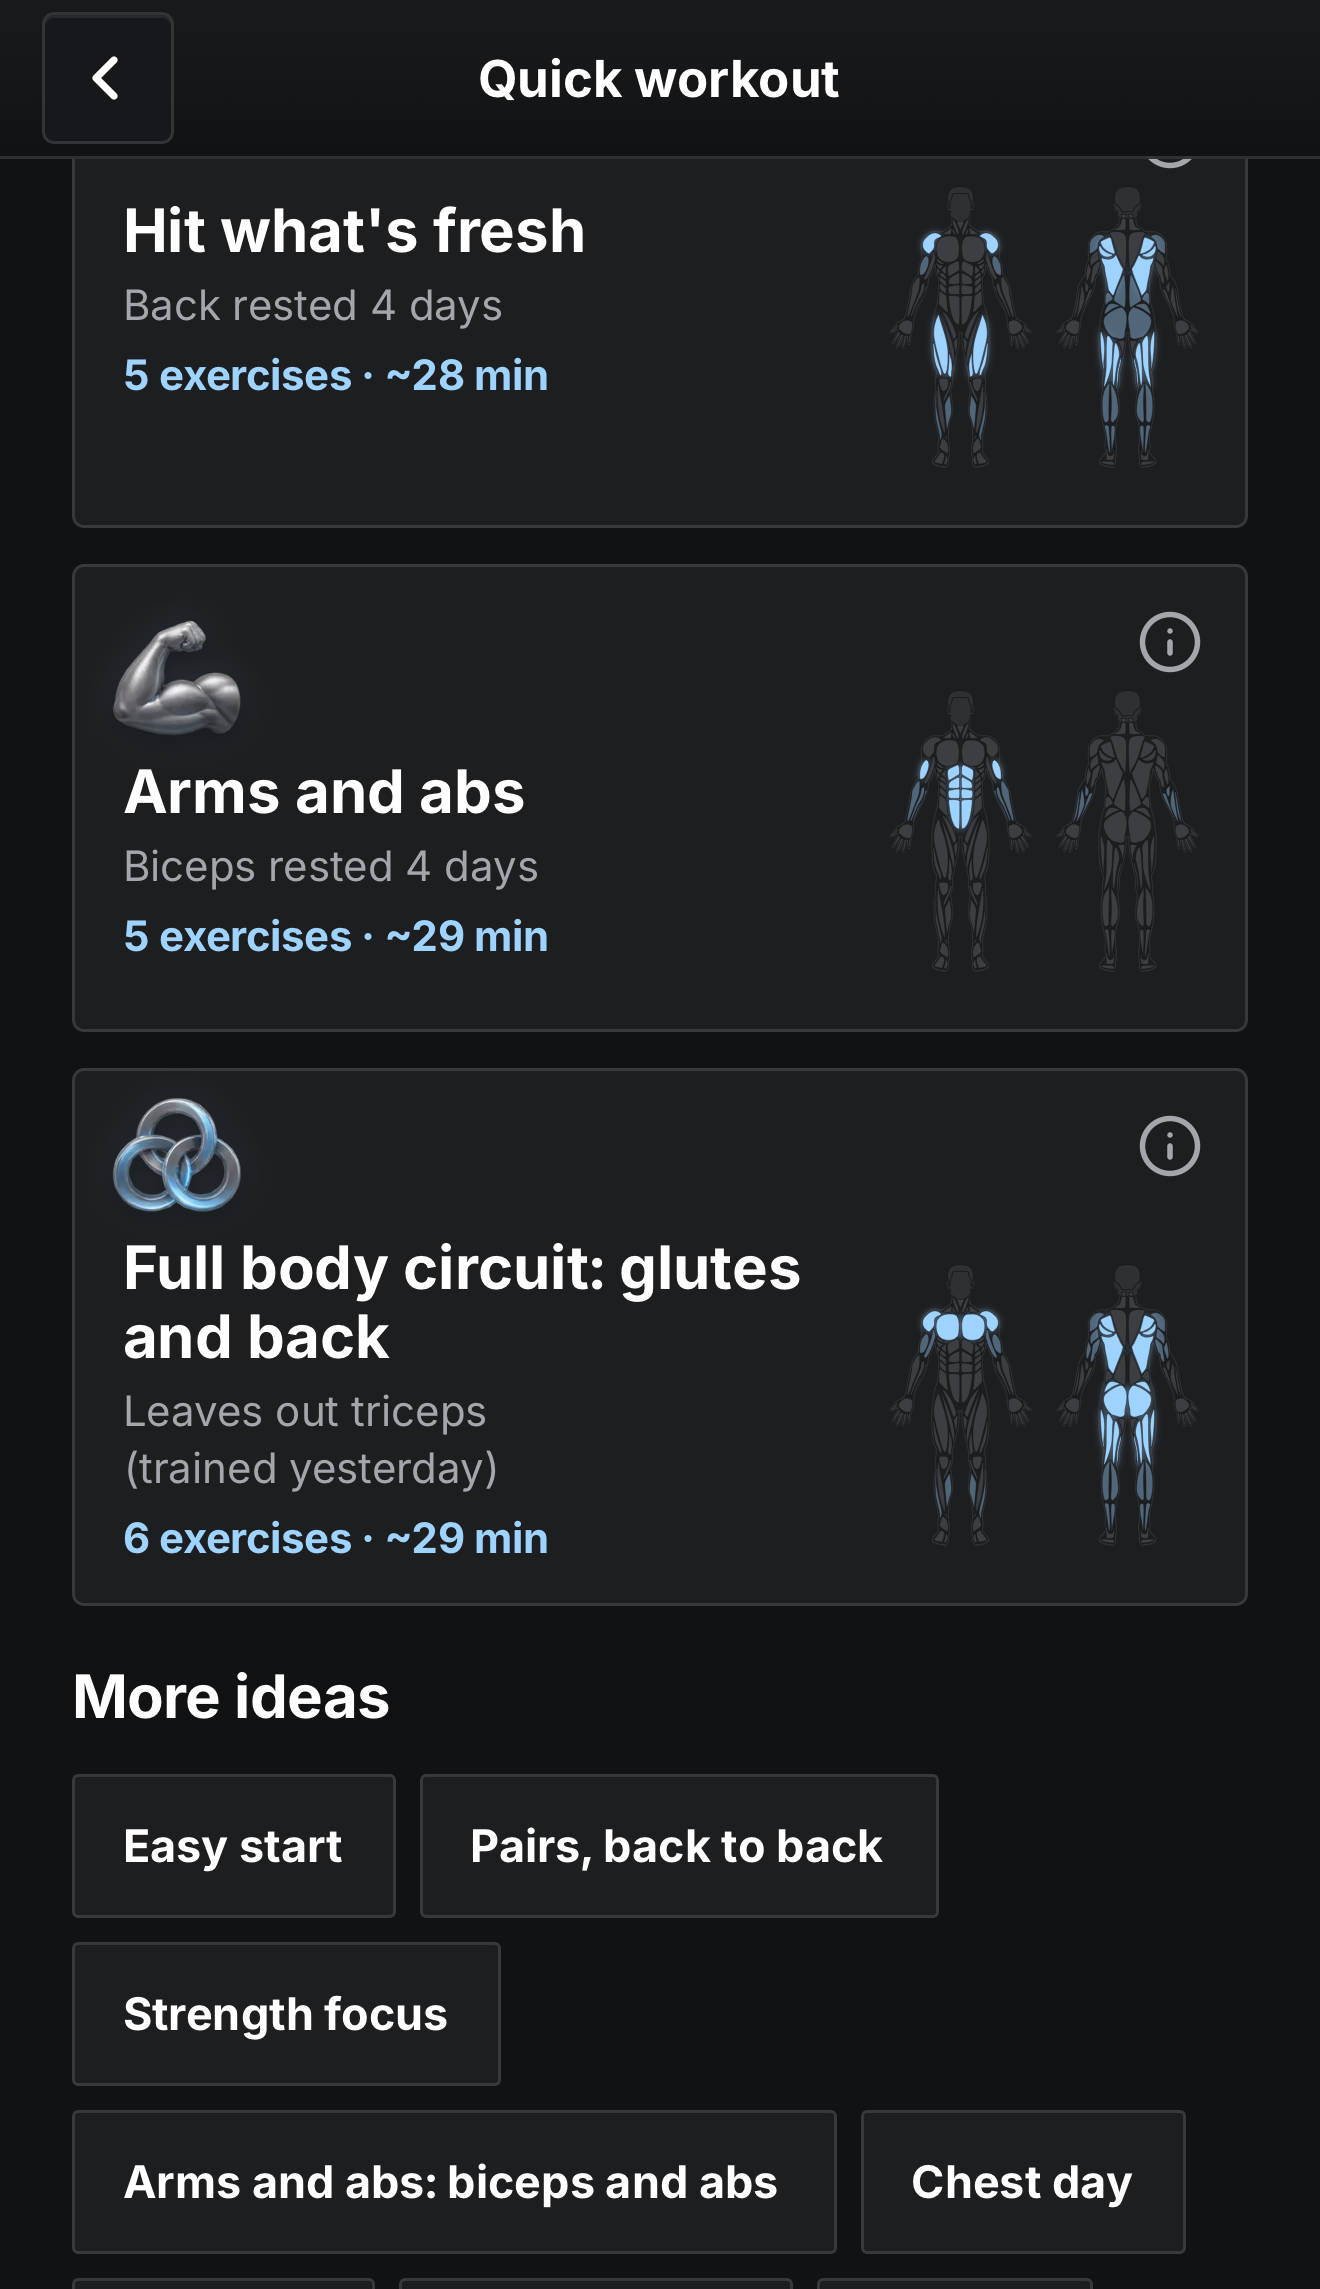 Quick workout
Hit what's fresh
Back rested 4 days
5 exercises · ~28 min
Arms and abs
Biceps rested 4 days
5 exercises · ~29 min
Full body circuit: glutes
and back
Leaves out triceps
(trained yesterday)
6 exercises · ~29 min
More ideas
Easy start
Pairs, back to back
Strength focus
Arms and abs: biceps and abs
Chest day